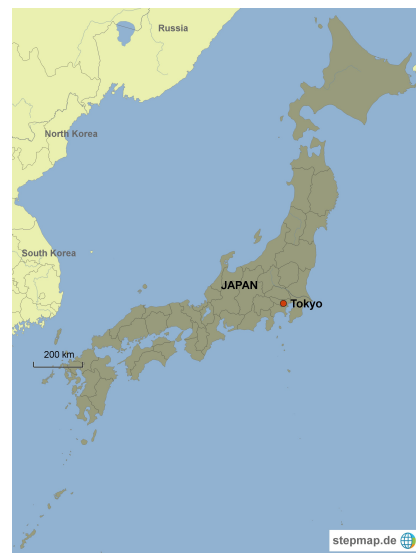 Russia
North Korea
South Korea
JAPAN
Tokyo
200 km
stepmap.de